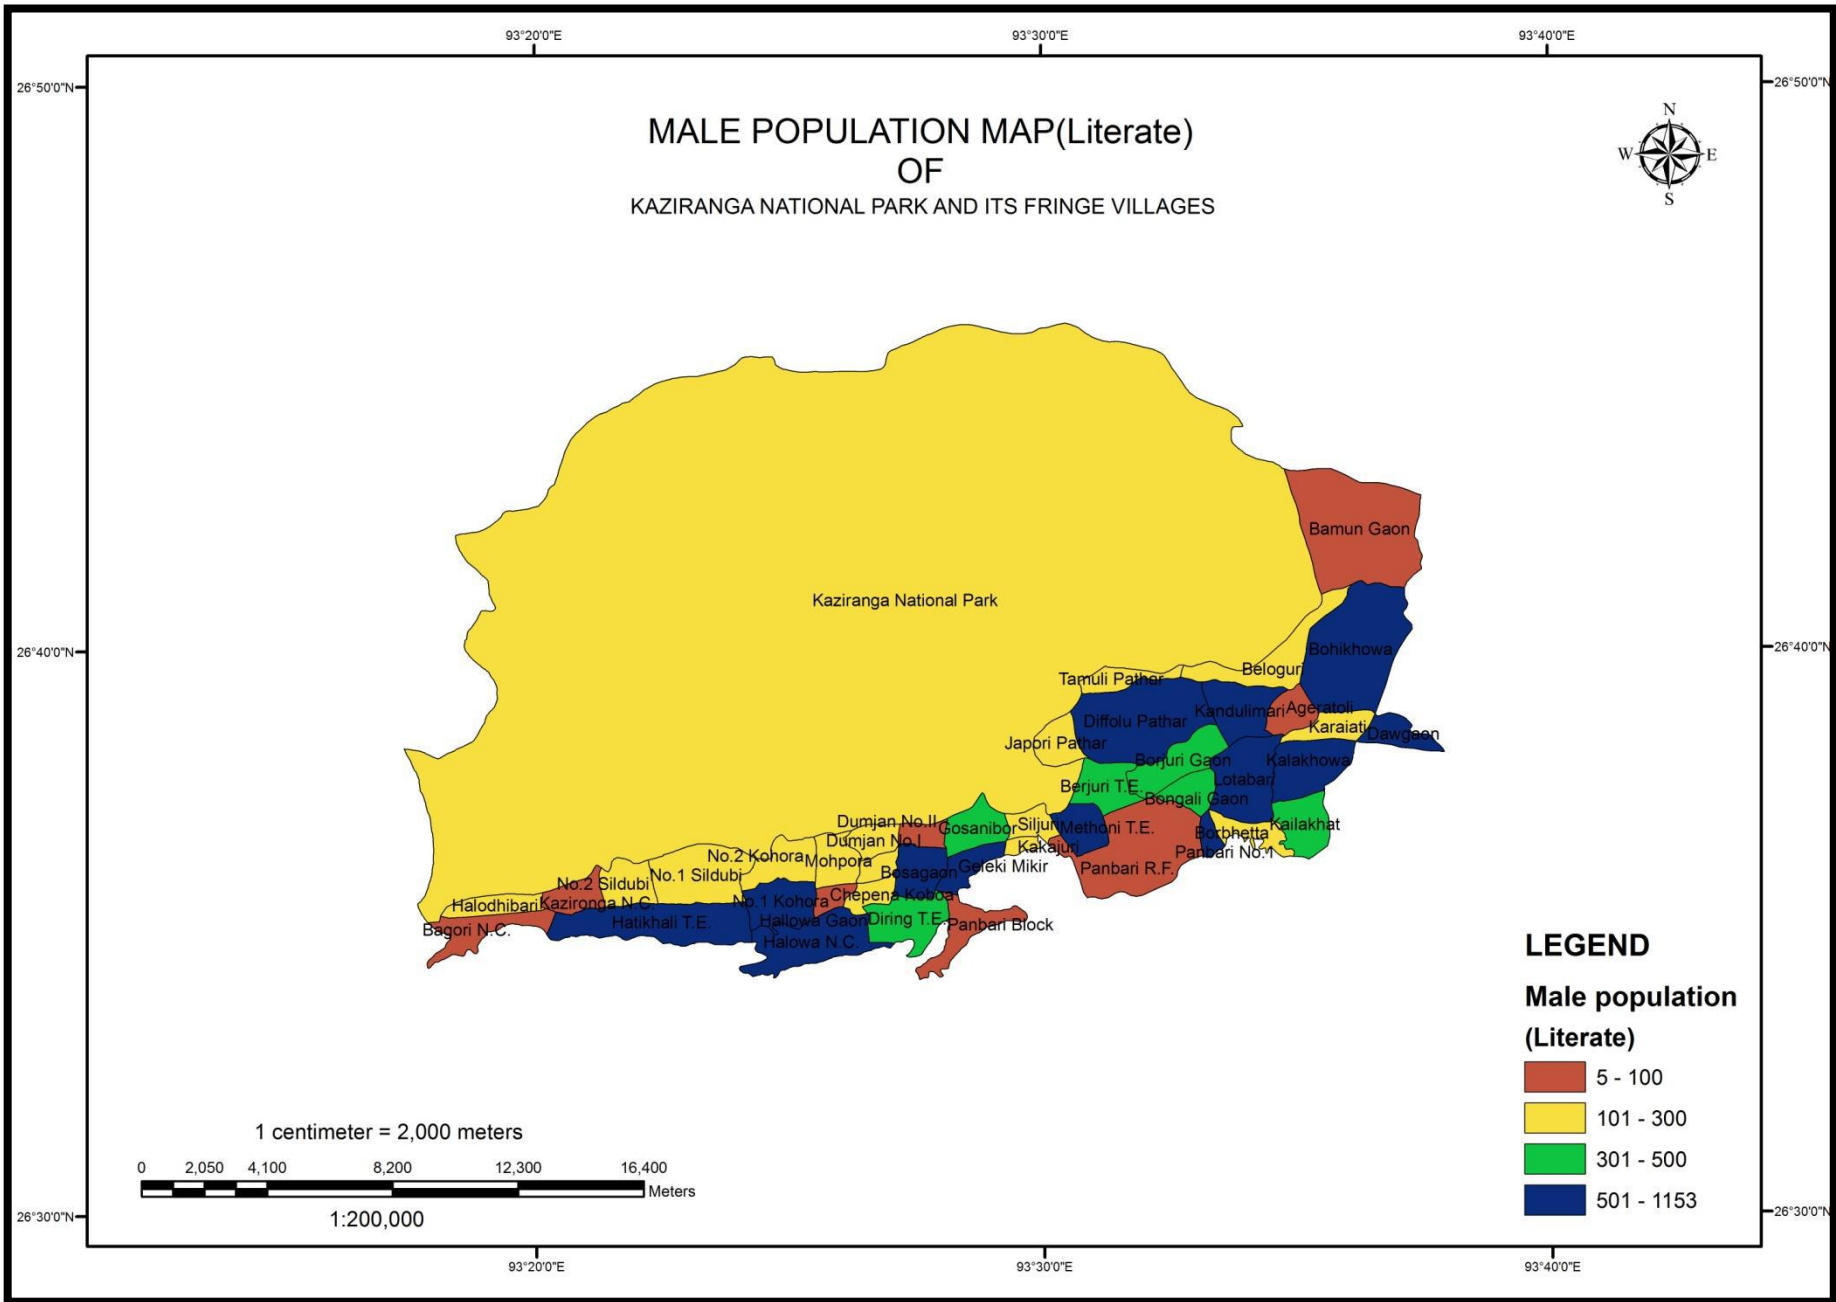 93°20'0"E 93°30'0"E 93°40'0"E
26°50'0"N 26°50'0"N
MALE POPULATION MAP(Literate)
OF
KAZIRANGA NATIONAL PARK AND ITS FRINGE VILLAGES
N
W E
S
Bamun Gaon
Kaziranga National Park
26°40'0"N 26°40'0"N
Bohikhowa
Beloguri
Tamuli Pathar
Ageratoli
Kandulimari
Diffolu Pathar
Karaiati
Dawgaon
Japori Pathar
Borjuri Gaon
Kalakhowa
Lotabari
Berjuri T.E.
Bongali Gaon
Dumjan No.II
Gosanibor
Siljuri
Methoni T.E.
Borbhetta
Kailakhat
Dumjan No.I
Kakajuri
Panbari No.1
No.2 Kohora
Mohpora
Geleki Mikir
Panbari R.F.
Bosagaon
No.1 Sildubi
No.2 Sildubi
Chepena Koboa
No.1 Kohora
Kazironga N.C.
Halodhibari
Hallowa Gaon
Diring T.E.
Panbari Block
Hatikhali T.E.
Bagori N.C.
Halowa N.C.
LEGEND
Male population
(Literate)
5 - 100
101 - 300
301 - 500
501 - 1153
1 centimeter = 2,000 meters
0 2,050 4,100 8,200 12,300 16,400
Meters
1:200,000
26°30'0"N 26°30'0"N
93°20'0"E 93°30'0"E 93°40'0"E